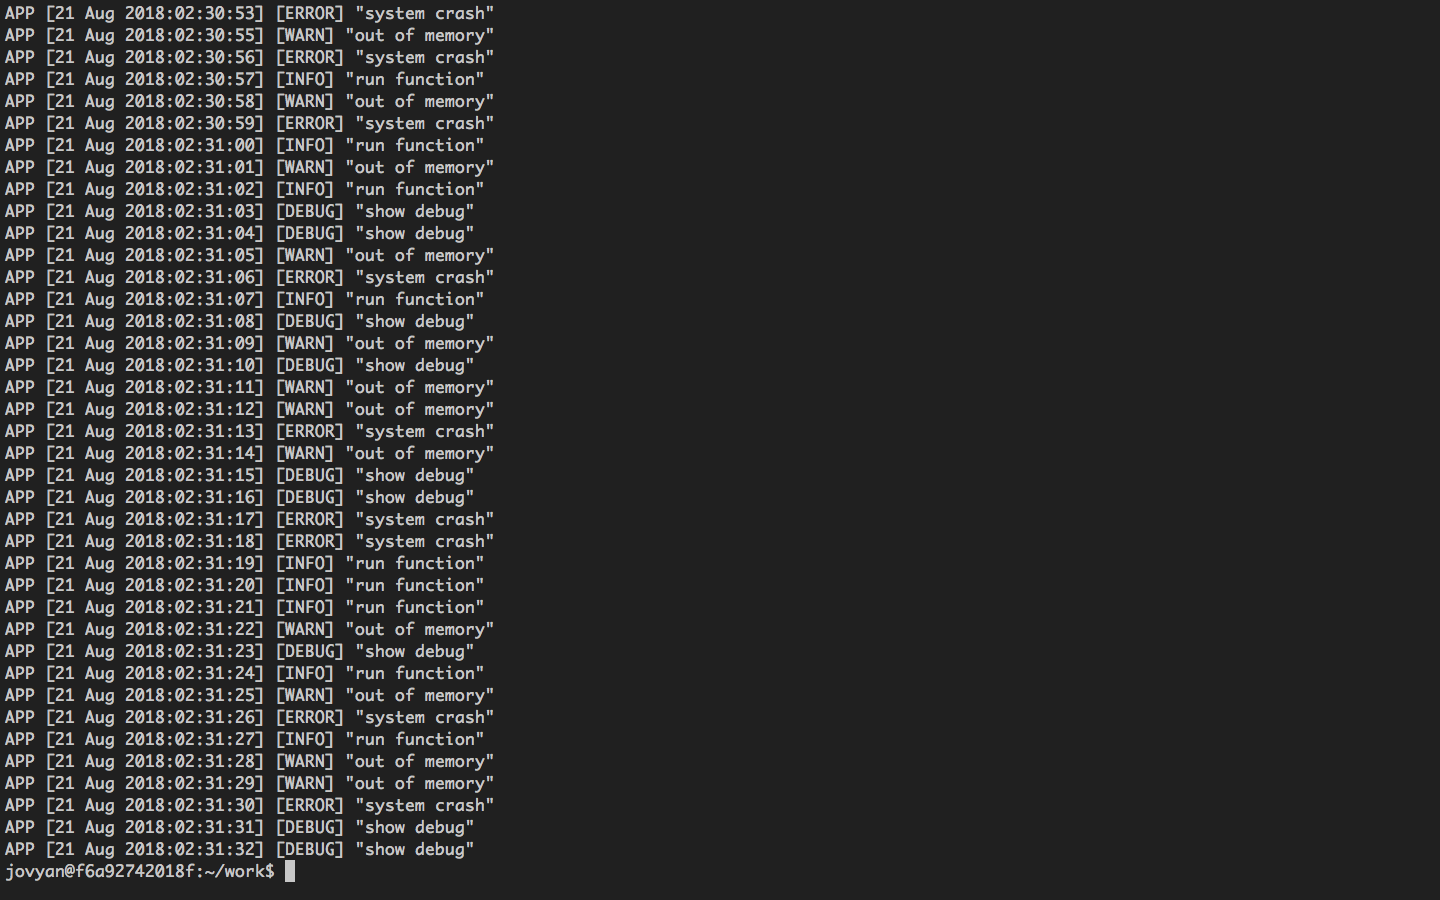 APP [21 Aug 2018:02:30:53] [ERROR] "system crash"
APP [21 Aug 2018:02:30:55] [WARN] "out of memory"
APP [21 Aug 2018:02:30:56] [ERROR] "system crash"
APP [21 Aug 2018:02:30:57] [INFO] "run function"
APP [21 Aug 2018:02:30:58] [WARN] "out of memory"
APP [21 Aug 2018:02:30:59] [ERROR] "system crash"
APP [21 Aug 2018:02:31:00] [INFO] "run function"
APP [21 Aug 2018:02:31:01] [WARN] "out of memory"
APP [21 Aug 2018:02:31:02] [INFO] "run function"
APP [21 Aug 2018:02:31:03] [DEBUG] "show debug"
APP [21 Aug 2018:02:31:04] [DEBUG] "show debug"
APP [21 Aug 2018:02:31:05] [WARN] "out of memory"
APP [21 Aug 2018:02:31:06] [ERROR] "system crash"
APP [21 Aug 2018:02:31:07] [INFO] "run function"
APP [21 Aug 2018:02:31:08] [DEBUG] "show debug"
APP [21 Aug 2018:02:31:09] [WARN] "out of memory"
APP [21 Aug 2018:02:31:10] [DEBUG] "show debug"
APP [21 Aug 2018:02:31:11] [WARN] "out of memory"
APP [21 Aug 2018:02:31:12] [WARN] "out of memory"
APP [21 Aug 2018:02:31:13] [ERROR] "system crash"
APP [21 Aug 2018:02:31:14] [WARN] "out of memory"
APP [21 Aug 2018:02:31:15] [DEBUG] "show debug"
APP [21 Aug 2018:02:31:16] [DEBUG] "show debug"
APP [21 Aug 2018:02:31:17] [ERROR] "system crash"
APP [21 Aug 2018:02:31:18] [ERROR] "system crash"
APP [21 Aug 2018:02:31:19] [INFO] "run function"
APP [21 Aug 2018:02:31:20] [INFO] "run function"
APP [21 Aug 2018:02:31:21] [INFO] "run function"
APP [21 Aug 2018:02:31:22] [WARN] "out of memory"
APP [21 Aug 2018:02:31:23] [DEBUG] "show debug"
APP [21 Aug 2018:02:31:24] [INFO] "run function"
APP [21 Aug 2018:02:31:25] [WARN] "out of memory"
APP [21 Aug 2018:02:31:26] [ERROR] "system crash"
APP [21 Aug 2018:02:31:27] [INFO] "run function"
APP [21 Aug 2018:02:31:28] [WARN] "out of memory"
APP [21 Aug 2018:02:31:29] [WARN] "out of memory"
APP [21 Aug 2018:02:31:30] [ERROR] "system crash"
APP [21 Aug 2018:02:31:31] [DEBUG] "show debug"
APP [21 Aug 2018:02:31:32] [DEBUG] "show debug"
jovyan@f6a92742018f:~/work$